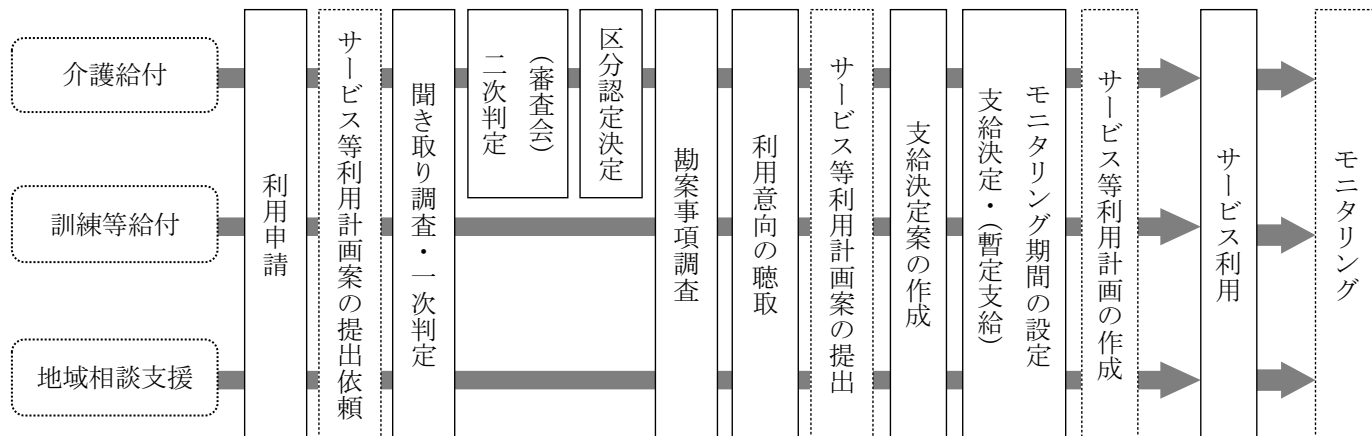 介護給付
訓練等給付
地域相談支援
利用申請
サービス等利用計画案の提出依頼
聞き取り調査・一次判定
二次判定
（審査会）
区分認定決定
勘案事項調査
利用意向の聴取
サービス等利用計画案の提出
支給決定案の作成
支給決定・（暫定支給）
モニタリング期間の設定
サービス等利用計画の作成
サービス利用
モニタリング